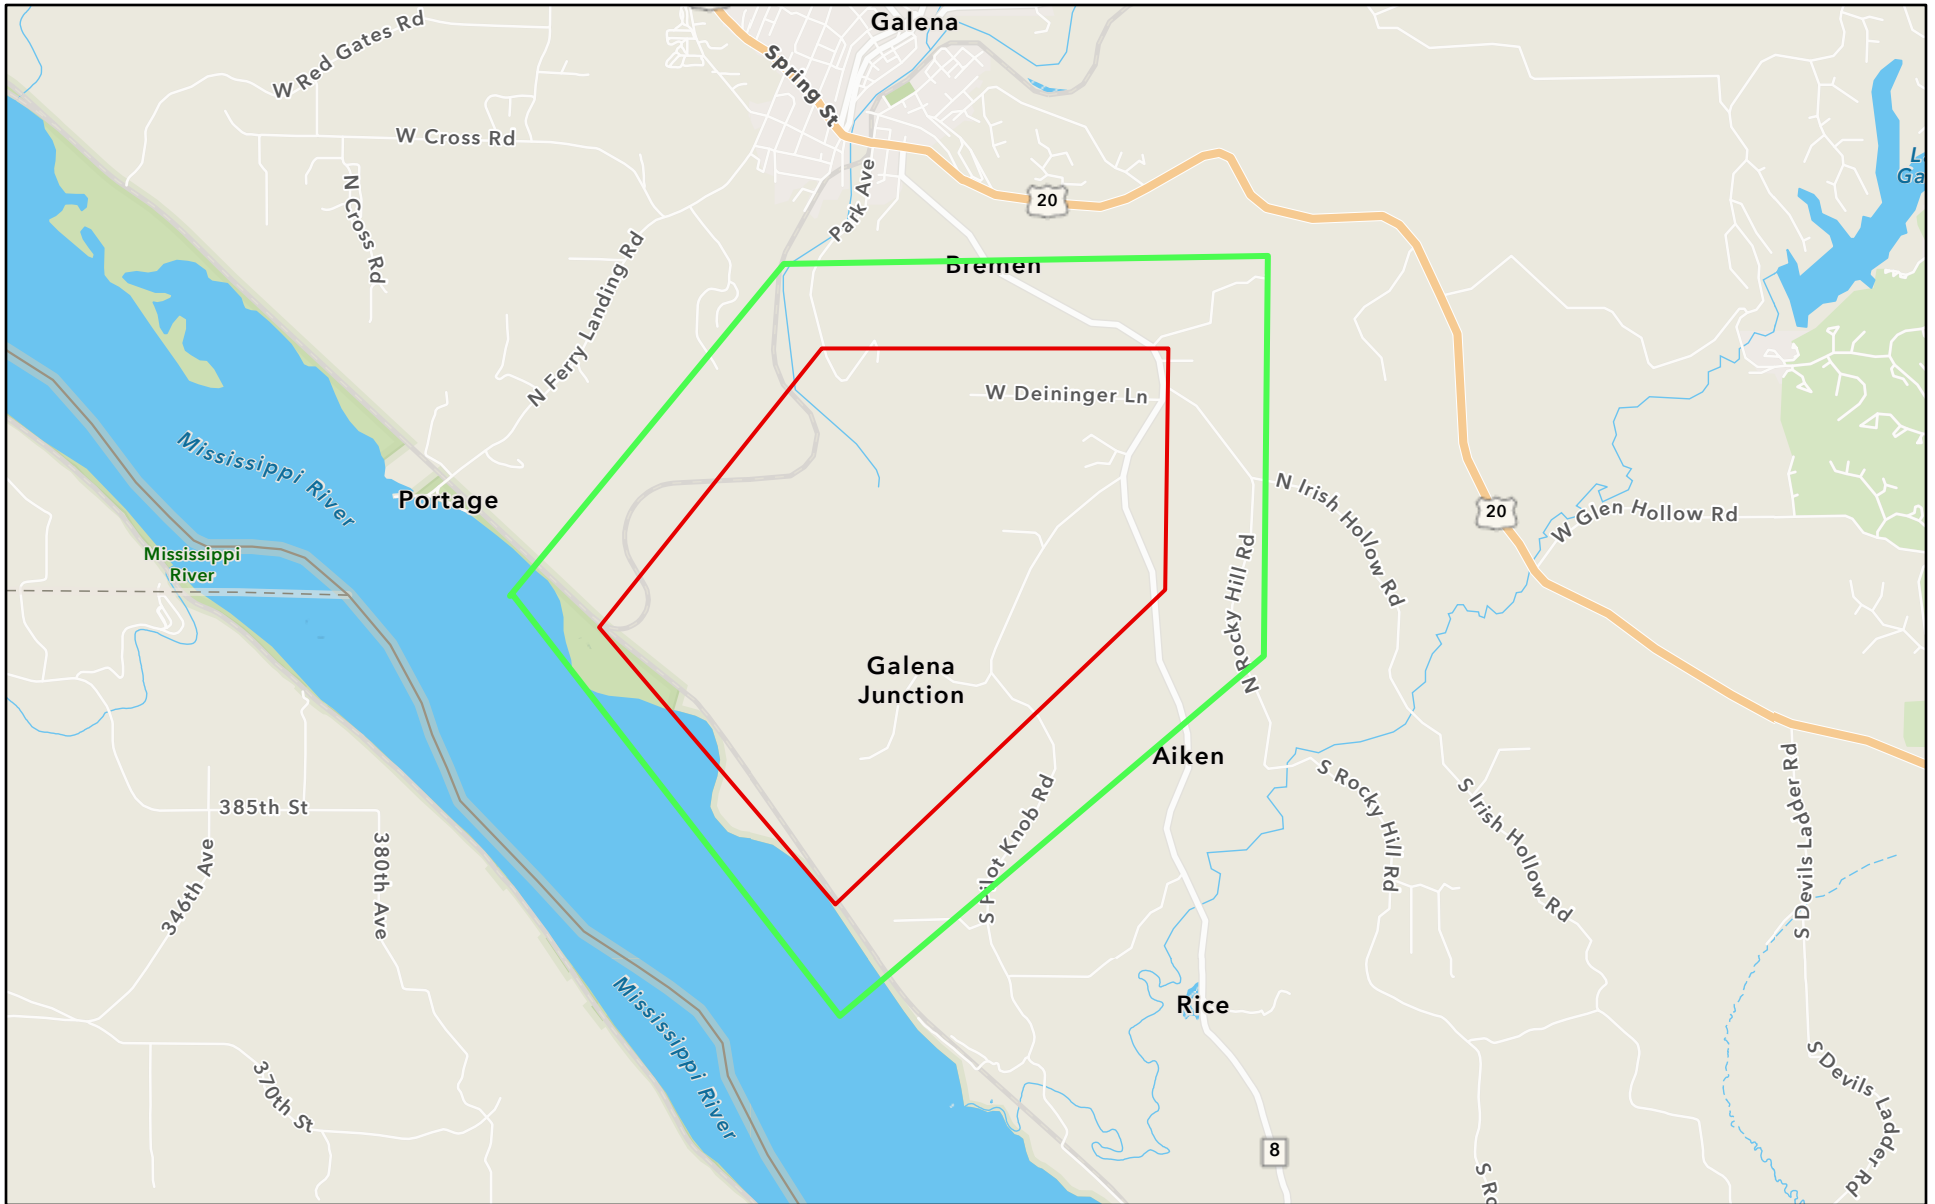 Galena
W Red Gates Rd
Spring St
W Cross Rd
N Cross Rd
Park Ave
20
N Ferry Landing Rd
Bremen
W Deininger Ln
Mississippi River
Portage
N Irish Hollow Rd
20
W Glen Hollow Rd
Mississippi
River
N Rocky Hill Rd
N
Galena
Junction
Aiken
S Rocky Hill Rd
S Irish Hollow Rd
S Devils Ladder Rd
385th St
346th Ave
380th Ave
S Pilot Knob Rd
Rice
Mississippi River
370th St
S Devils Ladder Rd
8